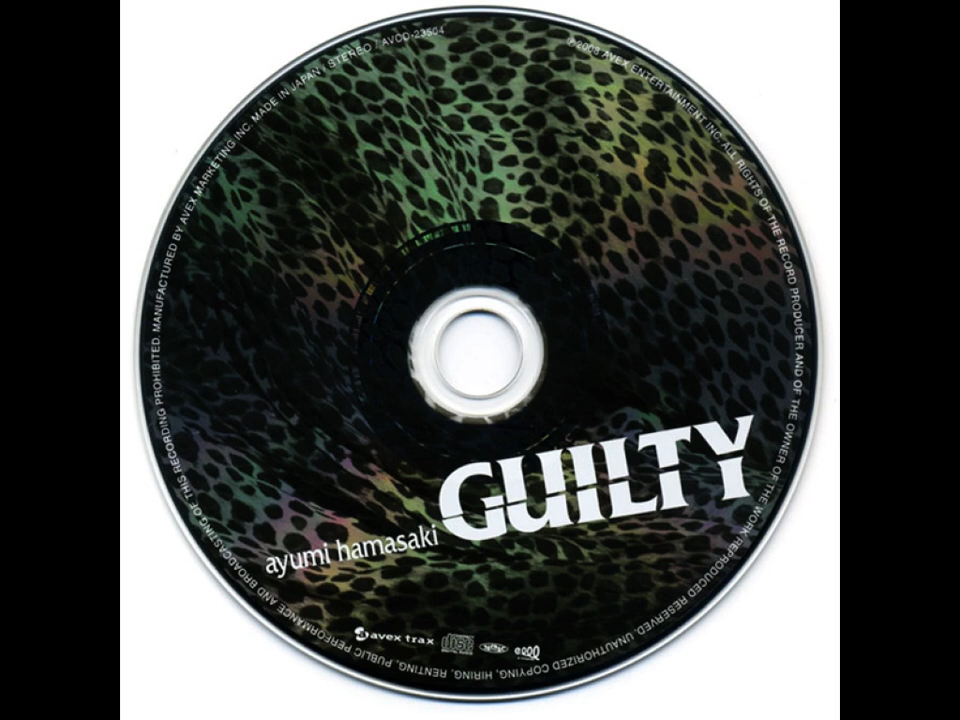 ℗2008 AVEX ENTERTAINMENT INC. ALL RIGHTS OF THE RECORD PRODUCER AND OF THE OWNER OF THE WORK REPRODUCED RESERVED. UNAUTHORIZED COPYING, HIRING, RENTING, PUBLIC PERFORMANCE AND BROADCASTING OF THIS RECORDING PROHIBITED. MANUFACTURED BY AVEX MARKETING INC. MADE IN JAPAN / STEREO / AVCD-23504
GUILTY
ayumi hamasaki
avex trax disc